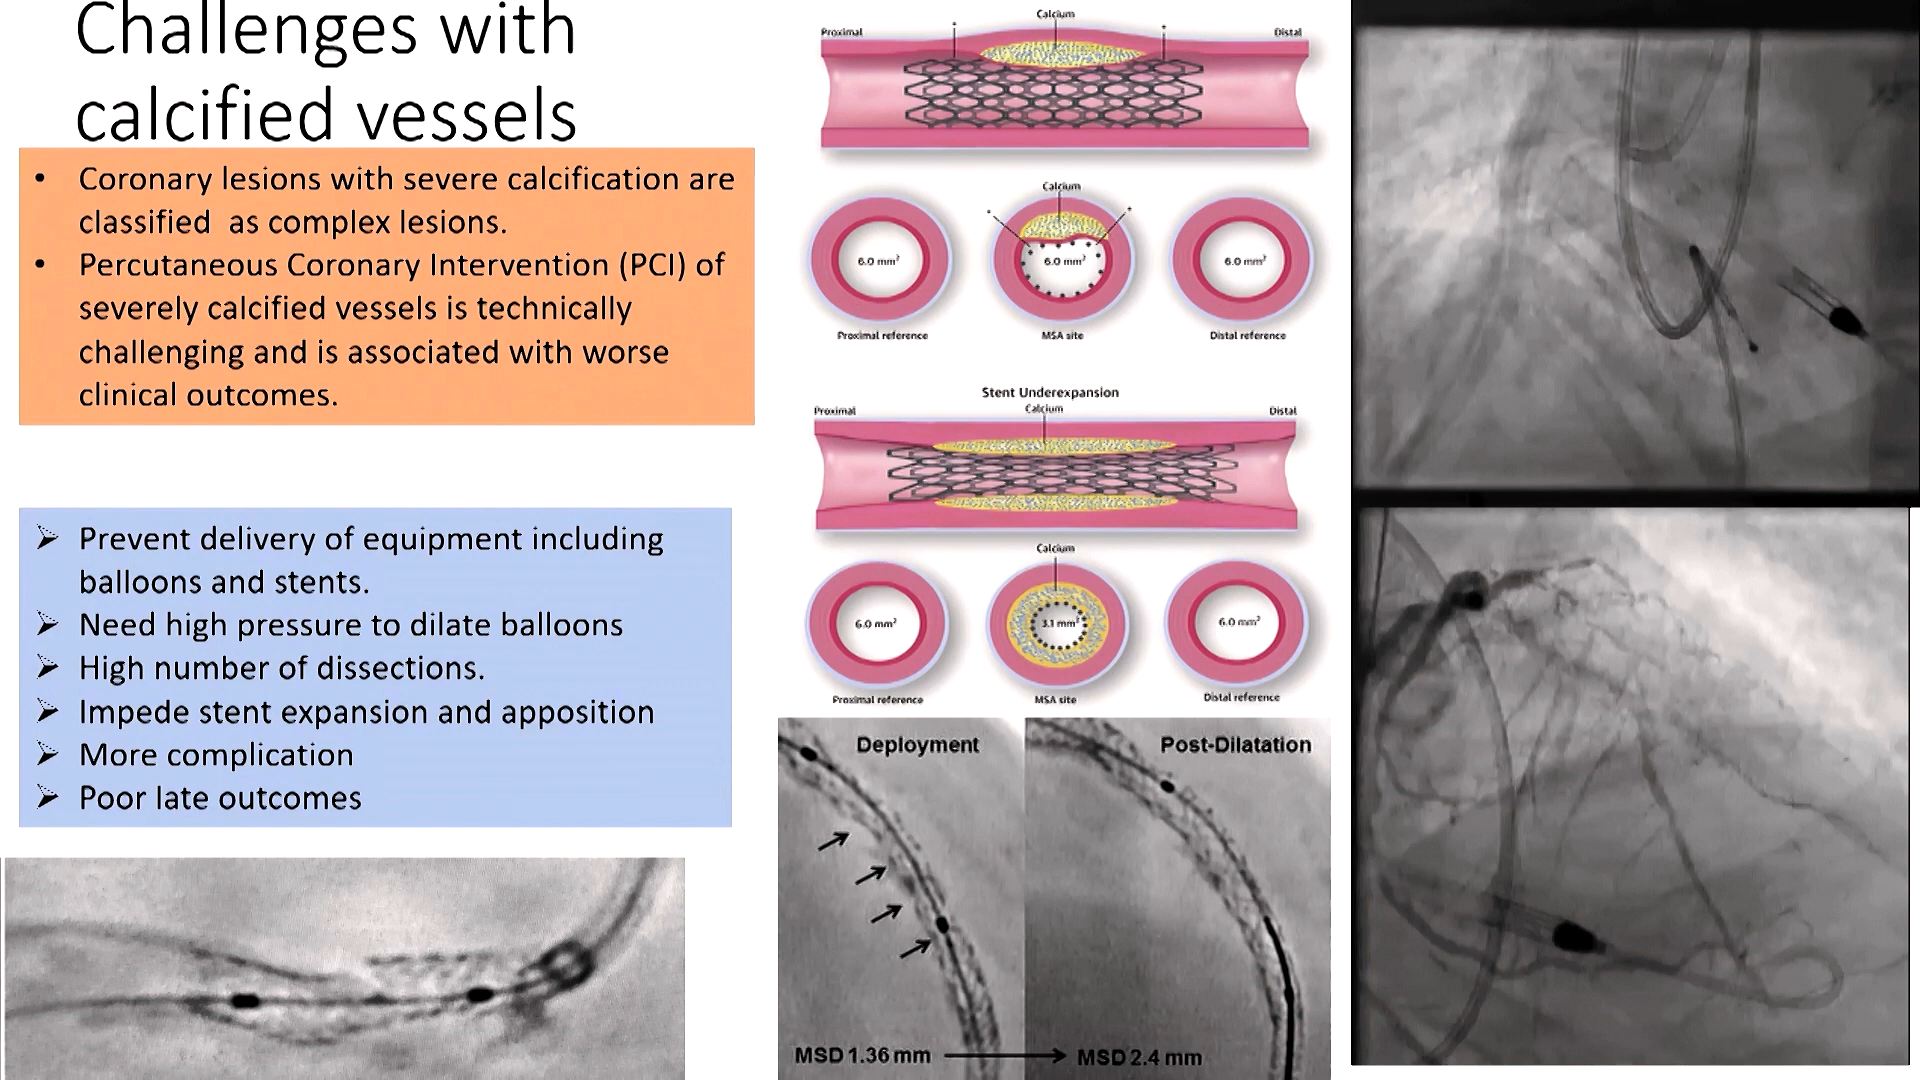 Challenges with
calcified vessels
• Coronary lesions with severe calcification are
classified as complex lesions.
• Percutaneous Coronary Intervention (PCI) of
severely calcified vessels is technically
challenging and is associated with worse
clinical outcomes.
➢ Prevent delivery of equipment including
balloons and stents.
➢ Need high pressure to dilate balloons
➢ High number of dissections.
➢ Impede stent expansion and apposition
➢ More complication
➢ Poor late outcomes
Calcium
Proximal * * Distal
Calcium
* *
6.0 mm² 6.0 mm² 6.0 mm²
Proximal reference MSA site Distal reference
Stent Underexpansion
Proximal Calcium Distal
Calcium
6.0 mm² 3.1 mm² 6.0 mm²
Proximal reference MSA site Distal reference
Deployment Post-Dilatation
MSD 1.36 mm MSD 2.4 mm